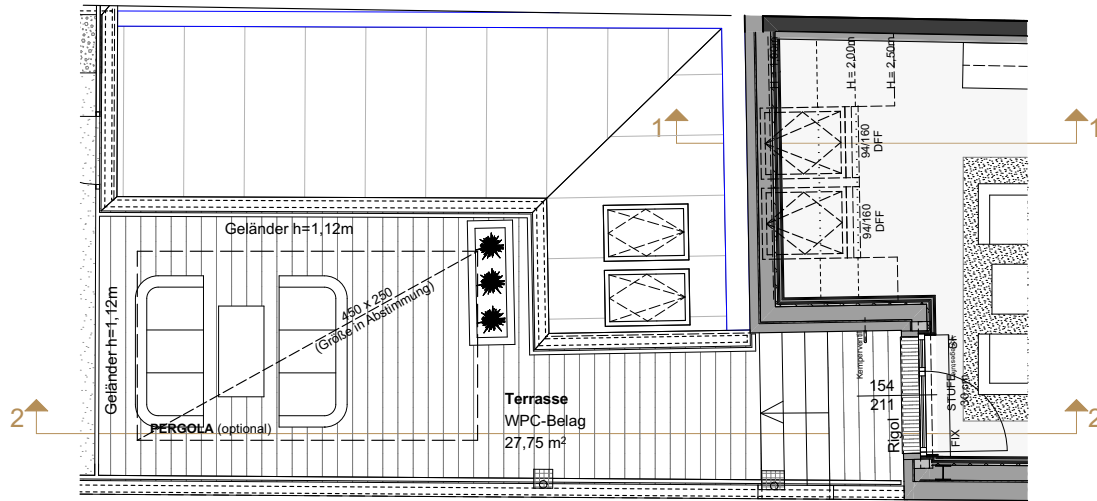 H = 2,00m
H = 2,50m
1
1
94/160
DFF
94/160
DFF
Geländer h=1,12m
Geländer h=1,12m
450 x 250
(Größe in Abstimmung)
PERGOLA (optional)
Terrasse
WPC-Belag
27,75 m²
154
211
Rigol
STUFE
30 cm
FIX
2
2